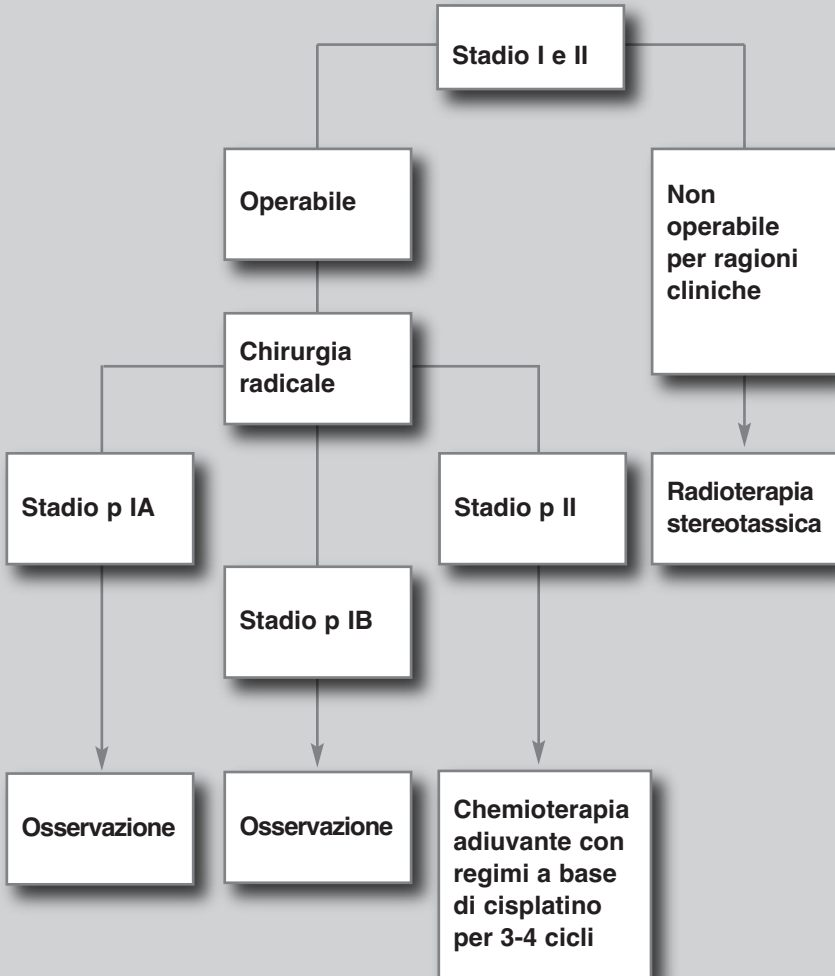 Stadio I e II
Operabile
Non
operabile
per ragioni
cliniche
Chirurgia
radicale
Stadio p IA
Stadio p II
Radioterapia
stereotassica
Stadio p IB
Osservazione
Osservazione
Chemioterapia
adiuvante con
regimi a base
di cisplatino
per 3-4 cicli